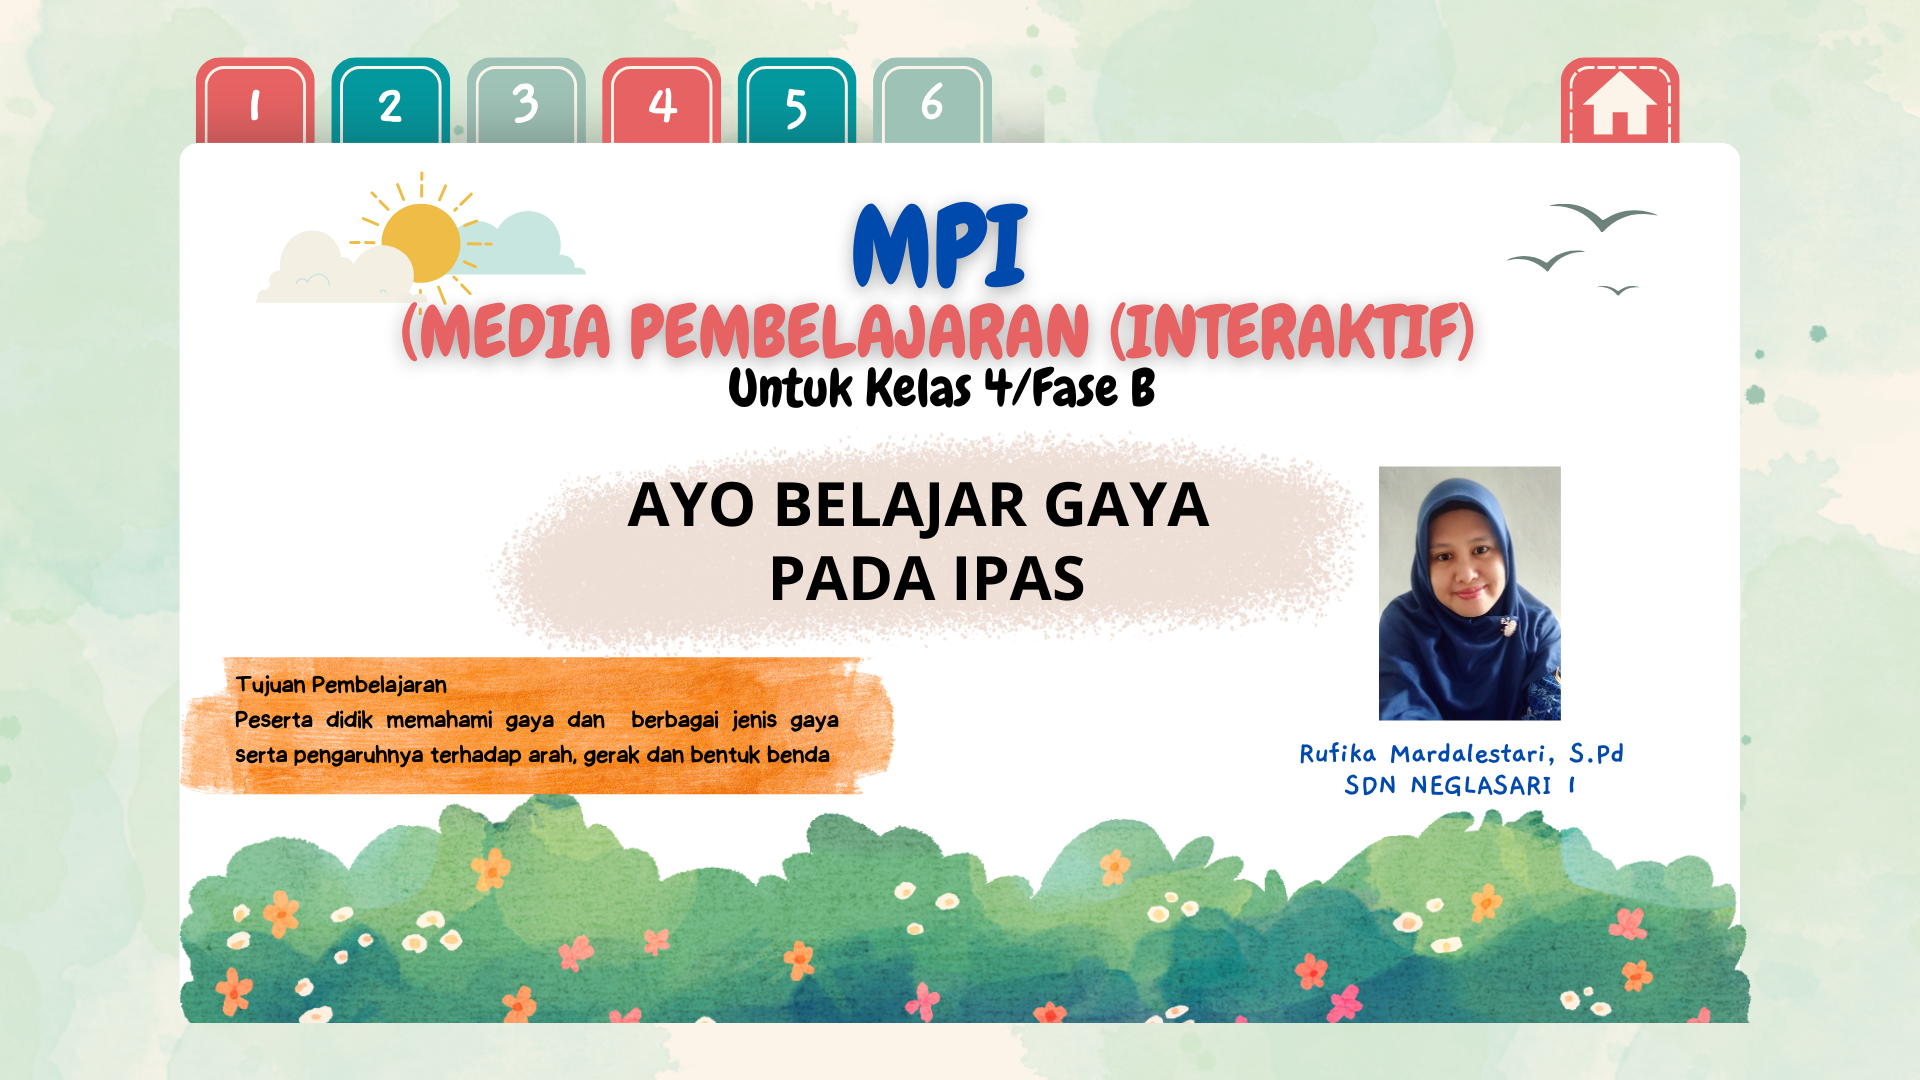 1 2 3 4 5 6
MPI
(MEDIA PEMBELAJARAN (INTERAKTIF)
Untuk Kelas 4/Fase B
AYO BELAJAR GAYA
PADA IPAS
Tujuan Pembelajaran
Peserta didik memahami gaya dan berbagai jenis gaya
serta pengaruhnya terhadap arah, gerak dan bentuk benda
Rufika Mardalestari, S.Pd
SDN NEGLASARI 1